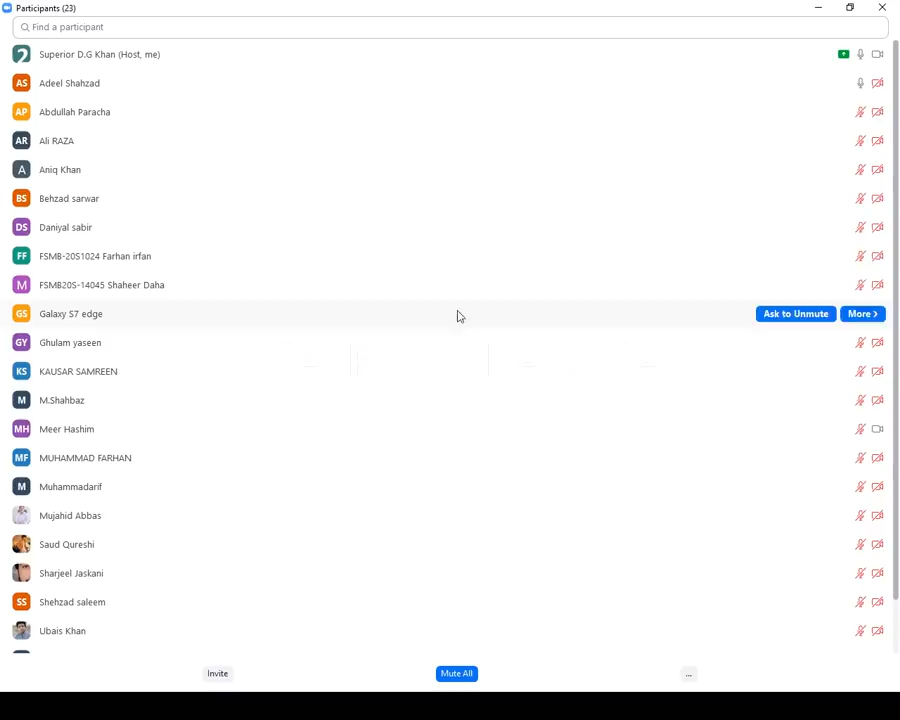 Participants (23)
Find a participant
Superior D.G Khan (Host, me)
AS Adeel Shahzad
AP Abdullah Paracha
AR Ali RAZA
A Aniq Khan
BS Behzad sarwar
DS Daniyal sabir
FF FSMB-20S1024 Farhan irfan
M FSMB20S-14045 Shaheer Daha
GS Galaxy S7 edge Ask to Unmute More >
GY Ghulam yaseen
KS KAUSAR SAMREEN
M M.Shahbaz
MH Meer Hashim
MF MUHAMMAD FARHAN
M Muhammadarif
Mujahid Abbas
Saud Qureshi
Sharjeel Jaskani
SS Shehzad saleem
Ubais Khan
Invite Mute All ...